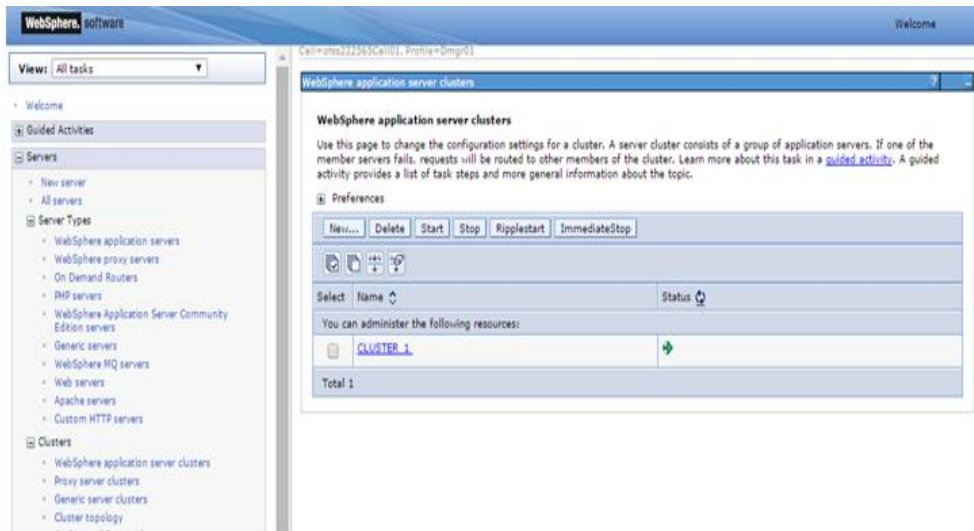 WebSphere. software
Welcome
View: All tasks
Welcome
Guided Activities
Servers
New server
All servers
Server Types
WebSphere application servers
WebSphere proxy servers
On Demand Routers
PHP servers
WebSphere Application Server Community
Edition servers
Generic servers
WebSphere MQ servers
Web servers
Apache servers
Custom HTTP servers
Clusters
WebSphere application server clusters
Proxy server clusters
Generic server clusters
Cluster topology
Profile=Dmgr01
WebSphere application server clusters
?
WebSphere application server clusters
Use this page to change the configuration settings for a cluster. A server cluster consists of a group of application servers. If one of the
member servers fails, requests will be routed to other members of the cluster. Learn more about this task in a guided activity. A guided
activity provides a list of task steps and more general information about the topic.
Preferences
New... Delete Start Stop Ripplestart ImmediateStop
Select Name Status
You can administer the following resources:
CLUSTER_1
Total 1